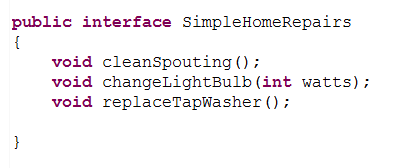 public interface SimpleHomeRepairs
{
    void cleanSpouting();
    void changeLightBulb(int watts);
    void replaceTapWasher();
}